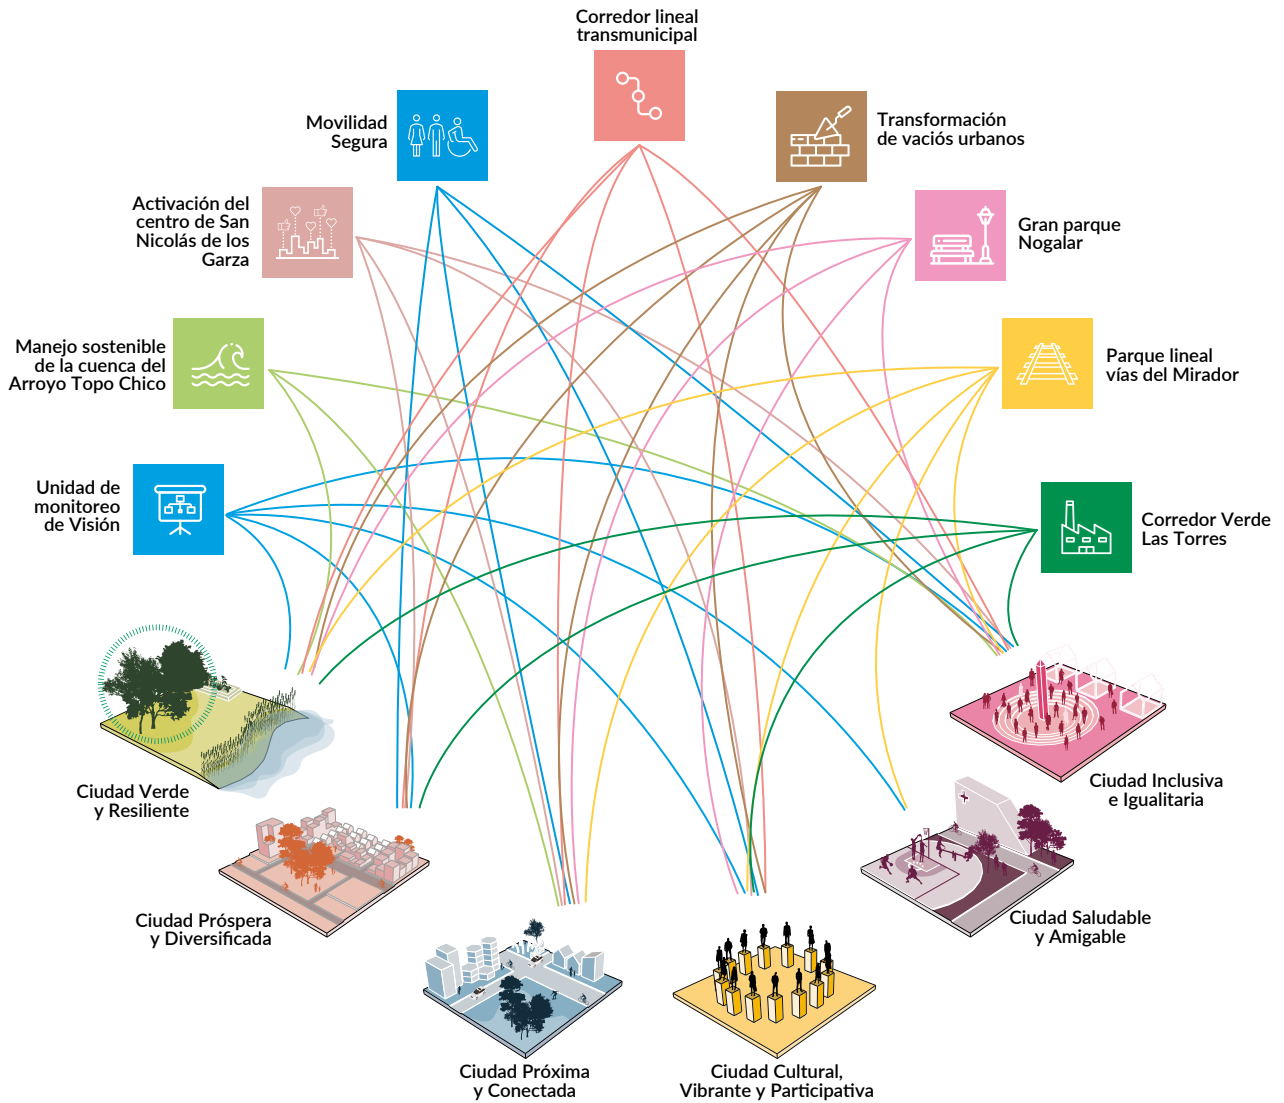 Corredor lineal
transmunicipal
Movilidad
Segura
Transformación
de vaciós urbanos
Activación del
centro de San
Nicolás de los
Garza
Gran parque
Nogalar
Manejo sostenible
de la cuenca del
Arroyo Topo Chico
Parque lineal
vías del Mirador
Unidad de
monitoreo
de Visión
Corredor Verde
Las Torres
Ciudad Verde
y Resiliente
Ciudad Inclusiva
e Igualitaria
Ciudad Próspera
y Diversificada
Ciudad Saludable
y Amigable
Ciudad Próxima
y Conectada
Ciudad Cultural,
Vibrante y Participativa